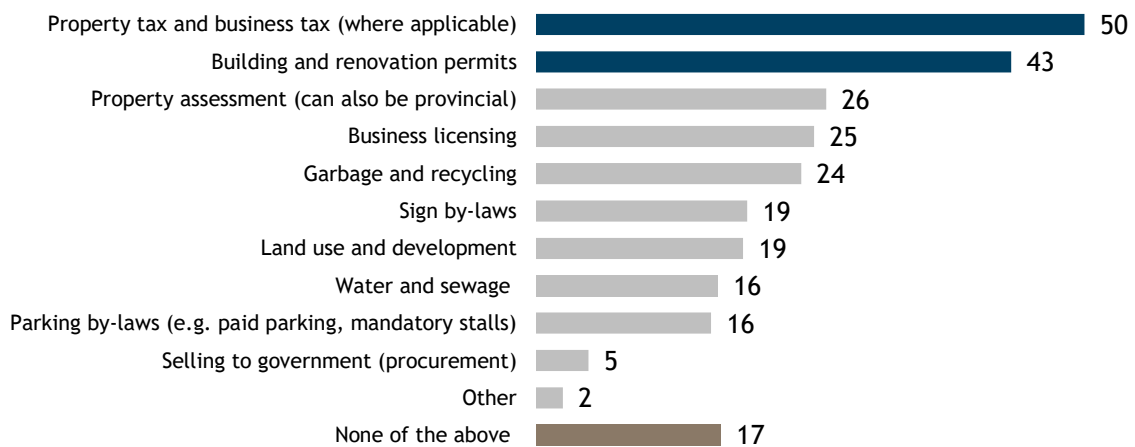 Property tax and business tax (where applicable) 50
Building and renovation permits 43
Property assessment (can also be provincial) 26
Business licensing 25
Garbage and recycling 24
Sign by-laws 19
Land use and development 19
Water and sewage 16
Parking by-laws (e.g. paid parking, mandatory stalls) 16
Selling to government (procurement) 5
Other 2
None of the above 17